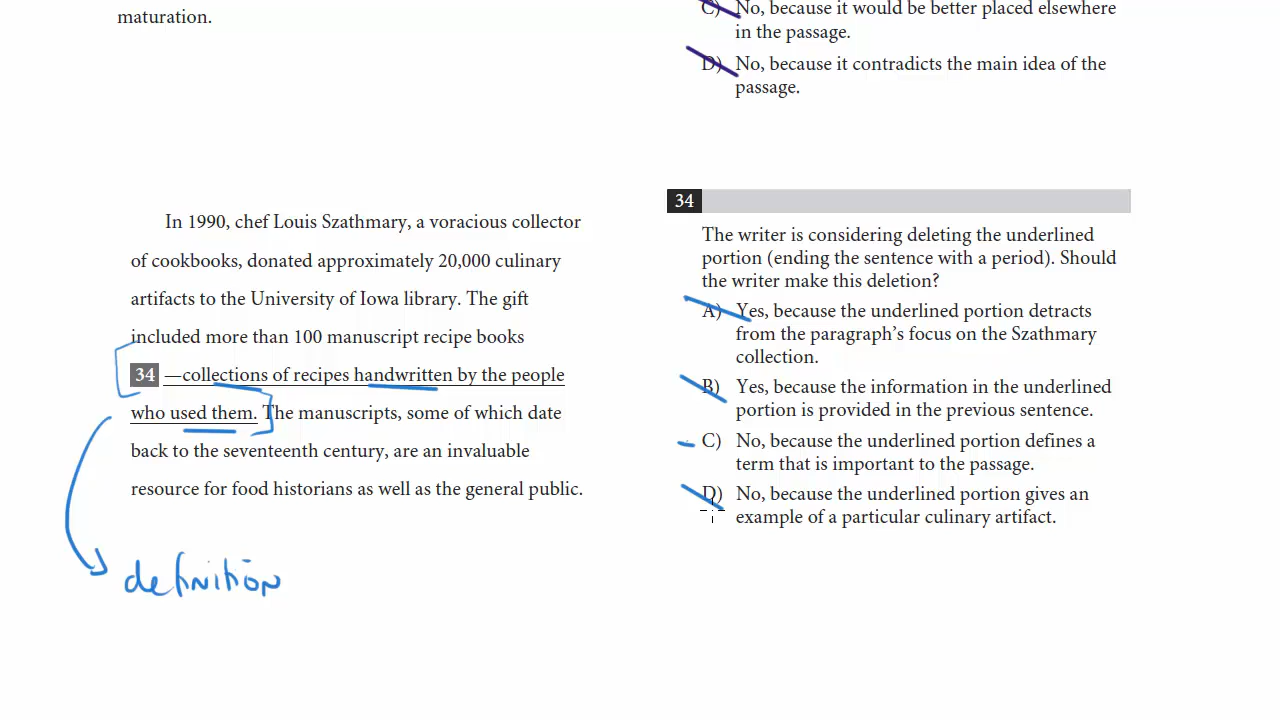 maturation.
C) No, because it would be better placed elsewhere
in the passage.
D) No, because it contradicts the main idea of the
passage.
In 1990, chef Louis Szathmary, a voracious collector
of cookbooks, donated approximately 20,000 culinary
artifacts to the University of Iowa library. The gift
included more than 100 manuscript recipe books
34 —collections of recipes handwritten by the people
who used them. The manuscripts, some of which date
back to the seventeenth century, are an invaluable
resource for food historians as well as the general public.
definition
34
The writer is considering deleting the underlined
portion (ending the sentence with a period). Should
the writer make this deletion?
A) Yes, because the underlined portion detracts
from the paragraph's focus on the Szathmary
collection.
B) Yes, because the information in the underlined
portion is provided in the previous sentence.
C) No, because the underlined portion defines a
term that is important to the passage.
D) No, because the underlined portion gives an
example of a particular culinary artifact.